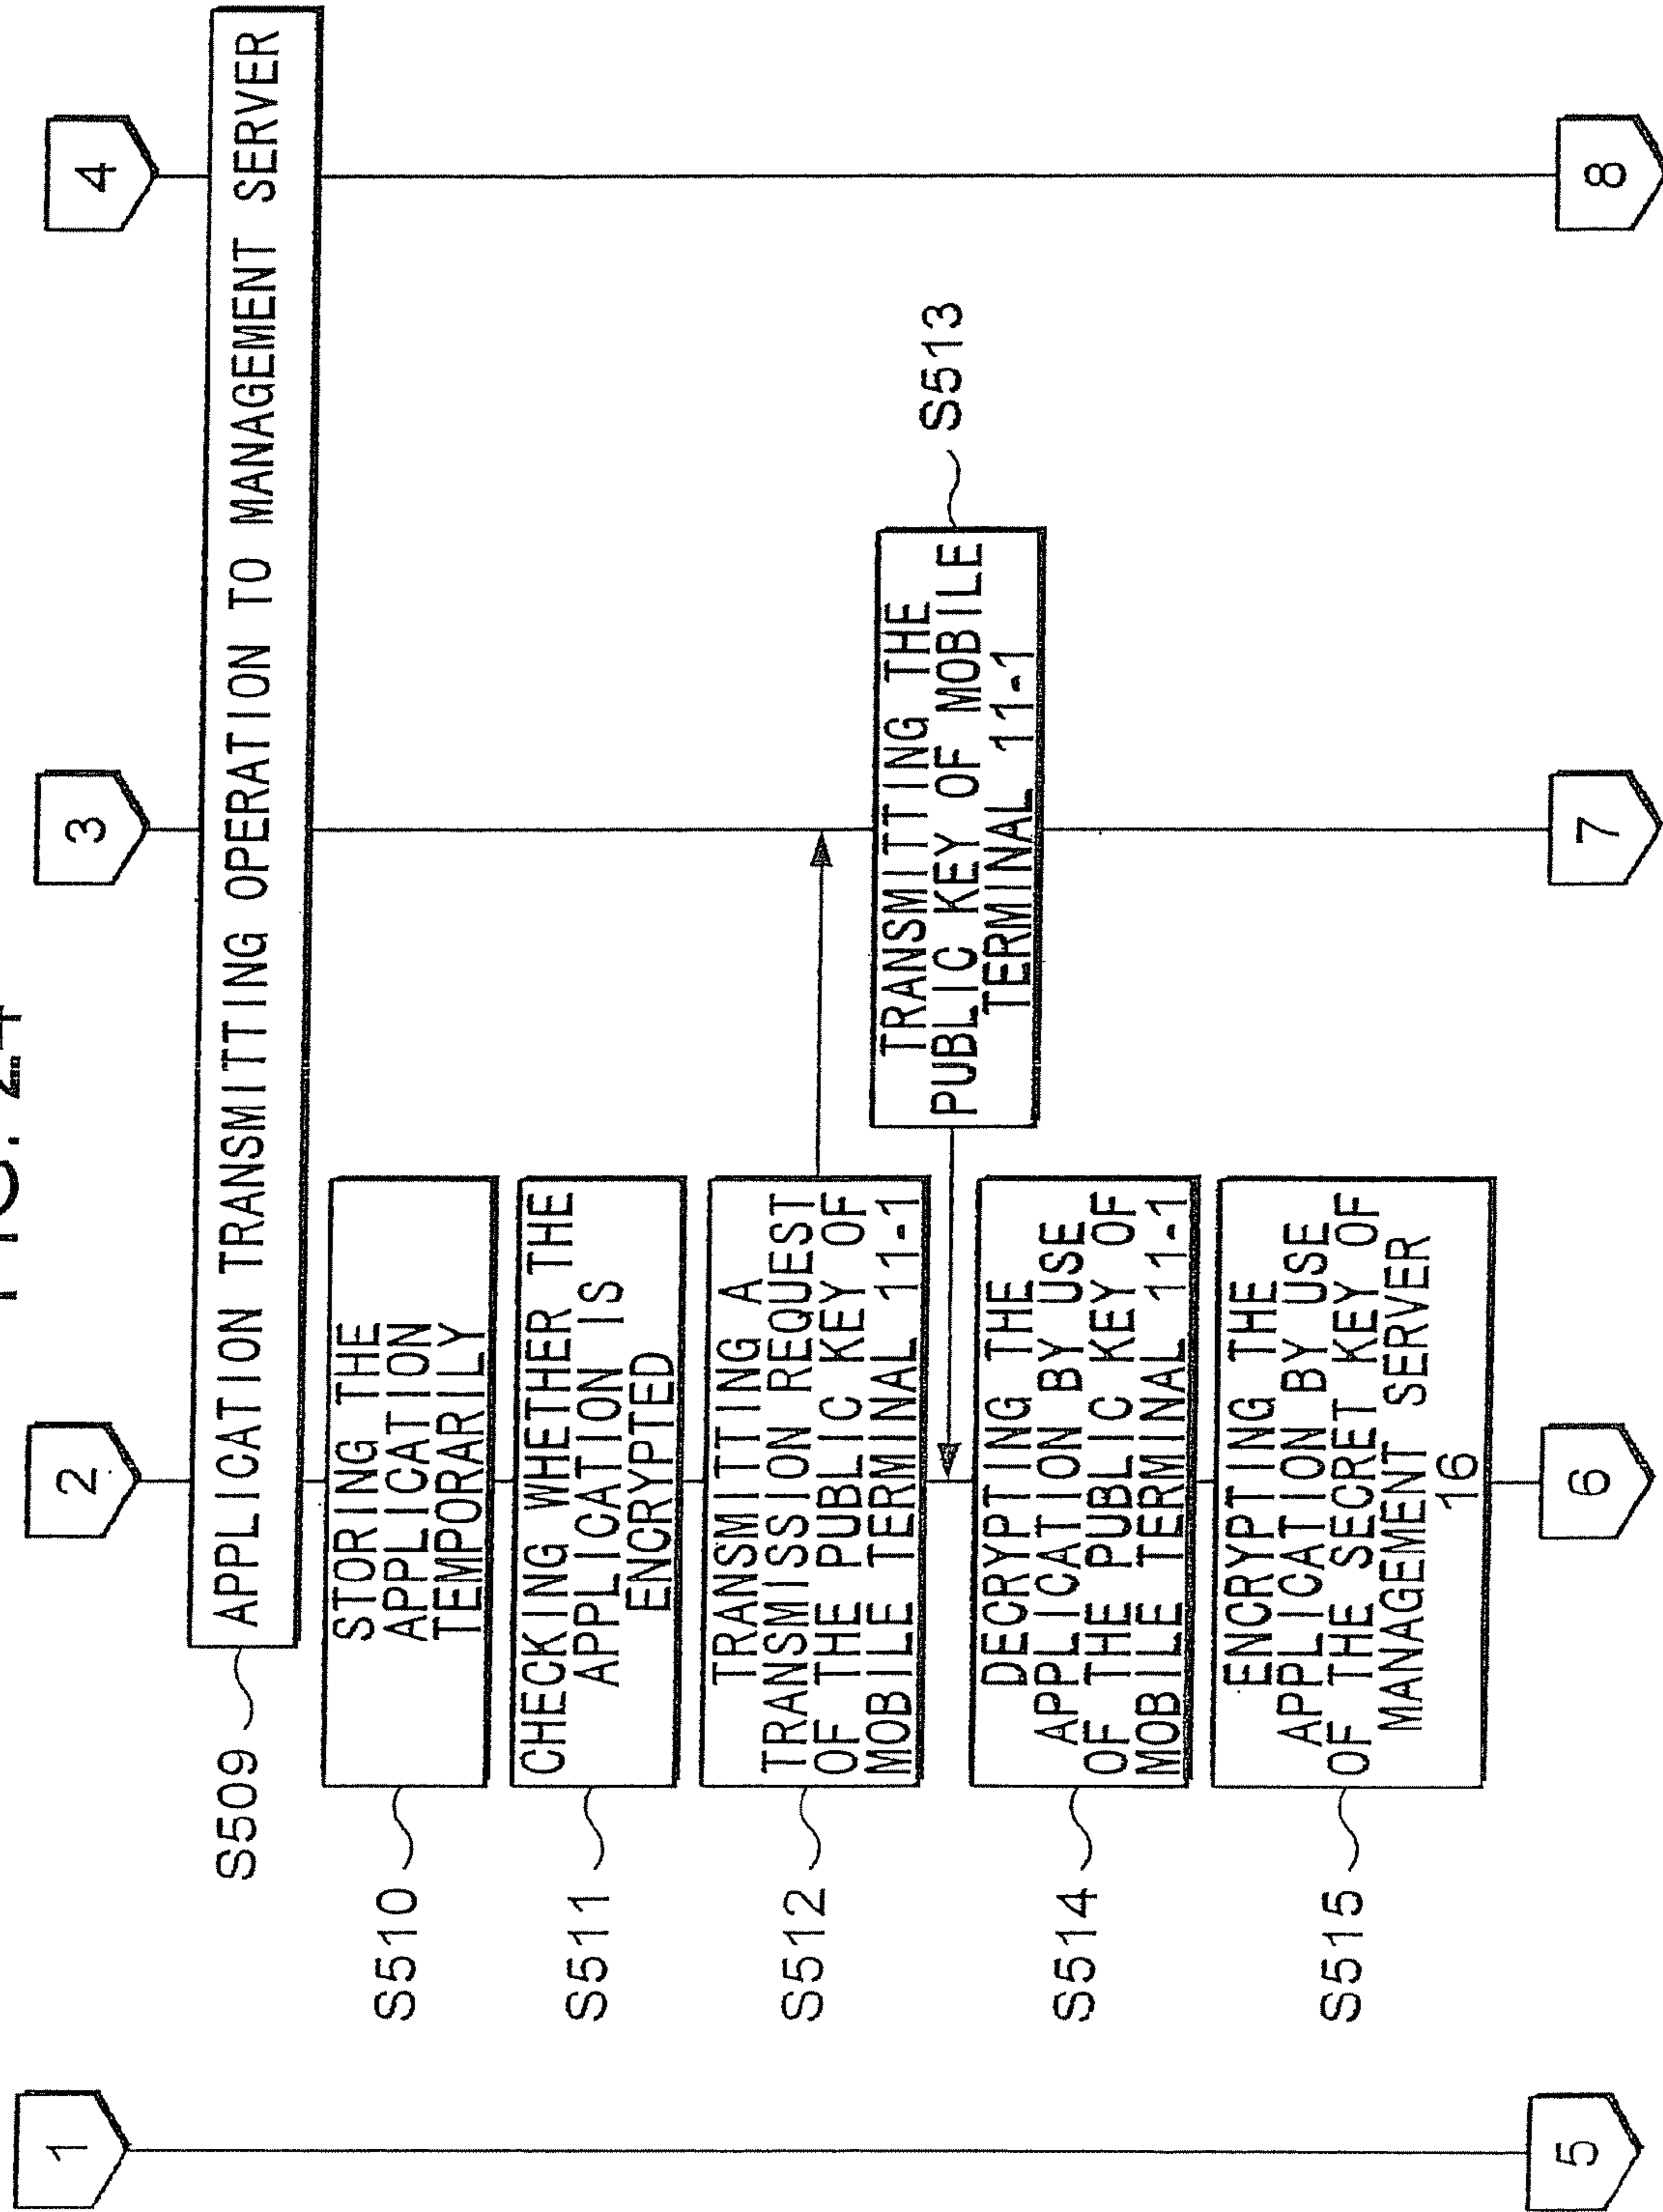 FIG. 24
1
2
3
4
S509
APPLICATION TRANSMITTING OPERATION TO MANAGEMENT SERVER
S510
STORING THE
APPLICATION
TEMPORARILY
S511
CHECKING WHETHER THE
APPLICATION IS
ENCRYPTED
S512
TRANSMITTING A
TRANSMISSION REQUEST
OF THE PUBLIC KEY OF
MOBILE TERMINAL 11-1
S513
TRANSMITTING THE
PUBLIC KEY OF MOBILE
TERMINAL 11-1
S514
DECRYPTING THE
APPLICATION BY USE
OF THE PUBLIC KEY OF
MOBILE TERMINAL 11-1
S515
ENCRYPTING THE
APPLICATION BY USE
OF THE SECRET KEY OF
MANAGEMENT SERVER
16
5
6
7
8